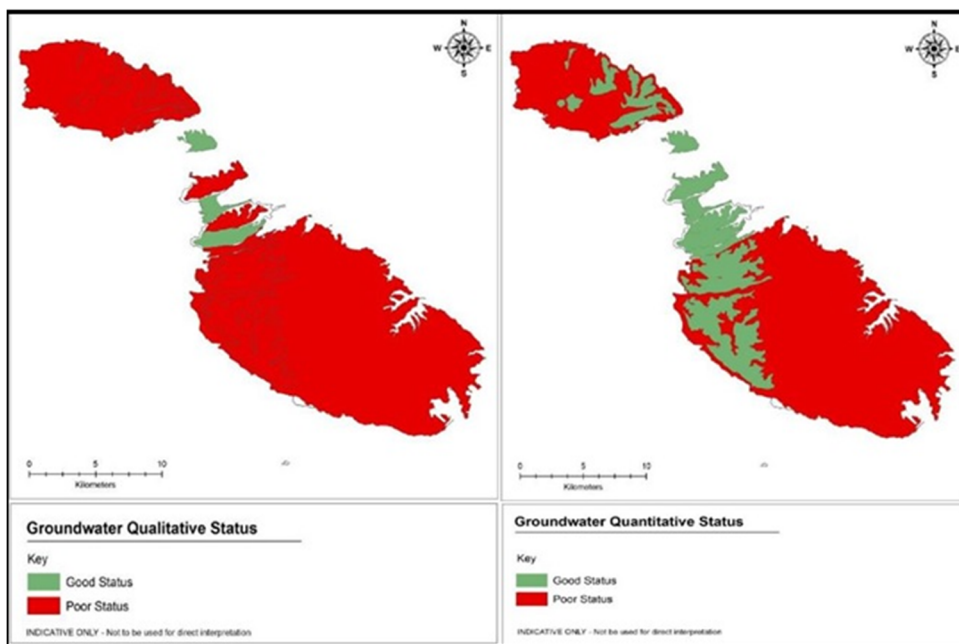 N
W E
S
0 5 10
Kilometers
Groundwater Qualitative Status
Key
Good Status
Poor Status
INDICATIVE ONLY - Not to be used for direct interpretation
N
W E
S
0 5 10
Kilometers
Groundwater Quantitative Status
Key
Good Status
Poor Status
INDICATIVE ONLY - Not to be used for direct interpretation